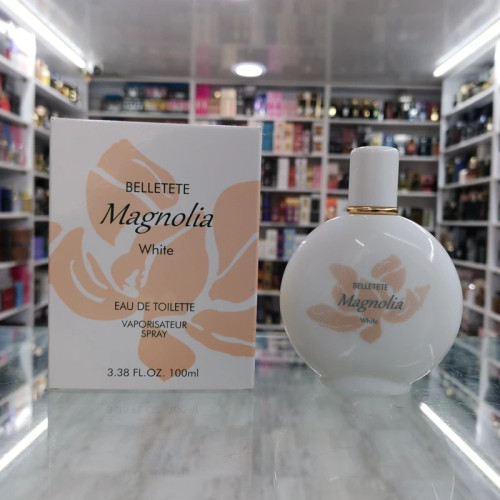 BELLETETE
Magnolia
White
EAU DE TOILETTE
VAPORISATEUR
SPRAY
3.38 FL.OZ. 100ml
BELLETETE
Magnolia
White